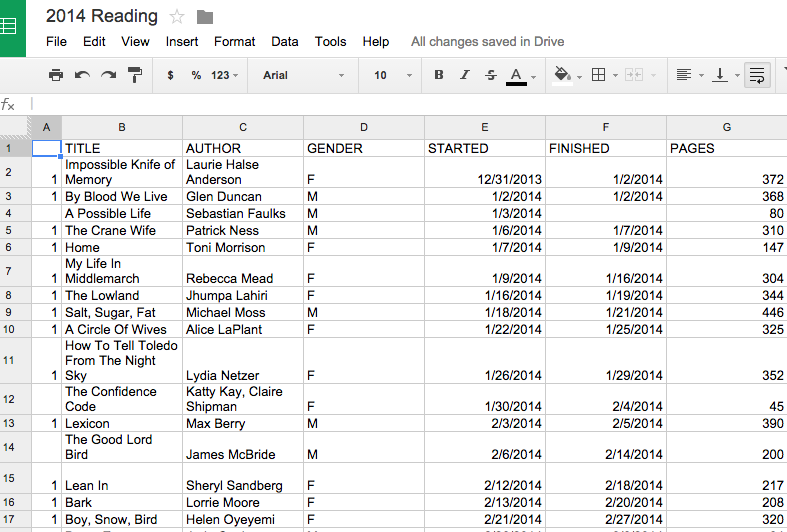 2014 Reading
File Edit View Insert Format Data Tools Help All changes saved in Drive
$ % 123 Arial 10 B I S A
fx
A B C D E F G
1 TITLE AUTHOR GENDER STARTED FINISHED PAGES
Impossible Knife of Laurie Halse
2 1 Memory Anderson F 12/31/2013 1/2/2014 372
3 1 By Blood We Live Glen Duncan M 1/2/2014 1/2/2014 368
4 A Possible Life Sebastian Faulks M 1/3/2014 80
5 1 The Crane Wife Patrick Ness M 1/6/2014 1/7/2014 310
6 1 Home Toni Morrison F 1/7/2014 1/9/2014 147
My Life In
7 1 Middlemarch Rebecca Mead F 1/9/2014 1/16/2014 304
8 1 The Lowland Jhumpa Lahiri F 1/16/2014 1/19/2014 344
9 1 Salt, Sugar, Fat Michael Moss M 1/18/2014 1/21/2014 446
10 1 A Circle Of Wives Alice LaPlant F 1/22/2014 1/25/2014 325
How To Tell Toledo
11 From The Night
1 Sky Lydia Netzer F 1/26/2014 1/29/2014 352
The Confidence Katty Kay, Claire
12 Code Shipman F 1/30/2014 2/4/2014 45
13 1 Lexicon Max Berry M 2/3/2014 2/5/2014 390
The Good Lord
14 Bird James McBride M 2/6/2014 2/14/2014 200
15 1 Lean In Sheryl Sandberg F 2/12/2014 2/18/2014 217
16 1 Bark Lorrie Moore F 2/13/2014 2/20/2014 208
17 1 Boy, Snow, Bird Helen Oyeyemi F 2/21/2014 2/27/2014 320